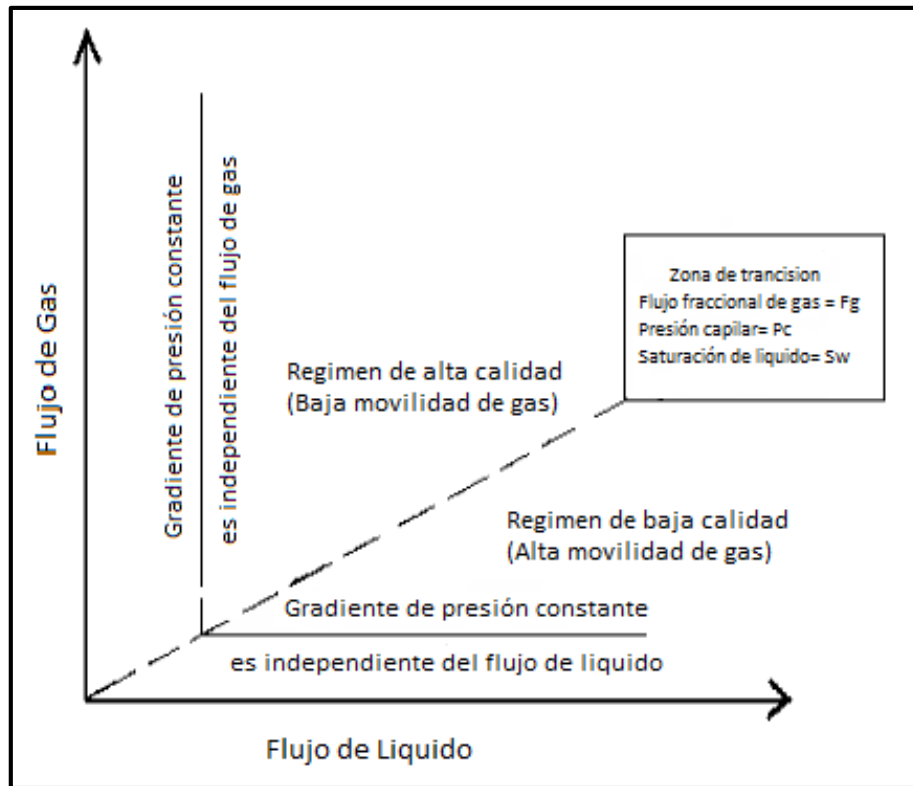 Flujo de Gas
Gradiente de presión constante
es independiente del flujo de gas
Zona de trancision
Flujo fraccional de gas = Fg
Presión capilar= Pc
Saturación de liquido= Sw
Regimen de alta calidad
(Baja movilidad de gas)
Regimen de baja calidad
(Alta movilidad de gas)
Gradiente de presión constante
es independiente del flujo de liquido
Flujo de Liquido